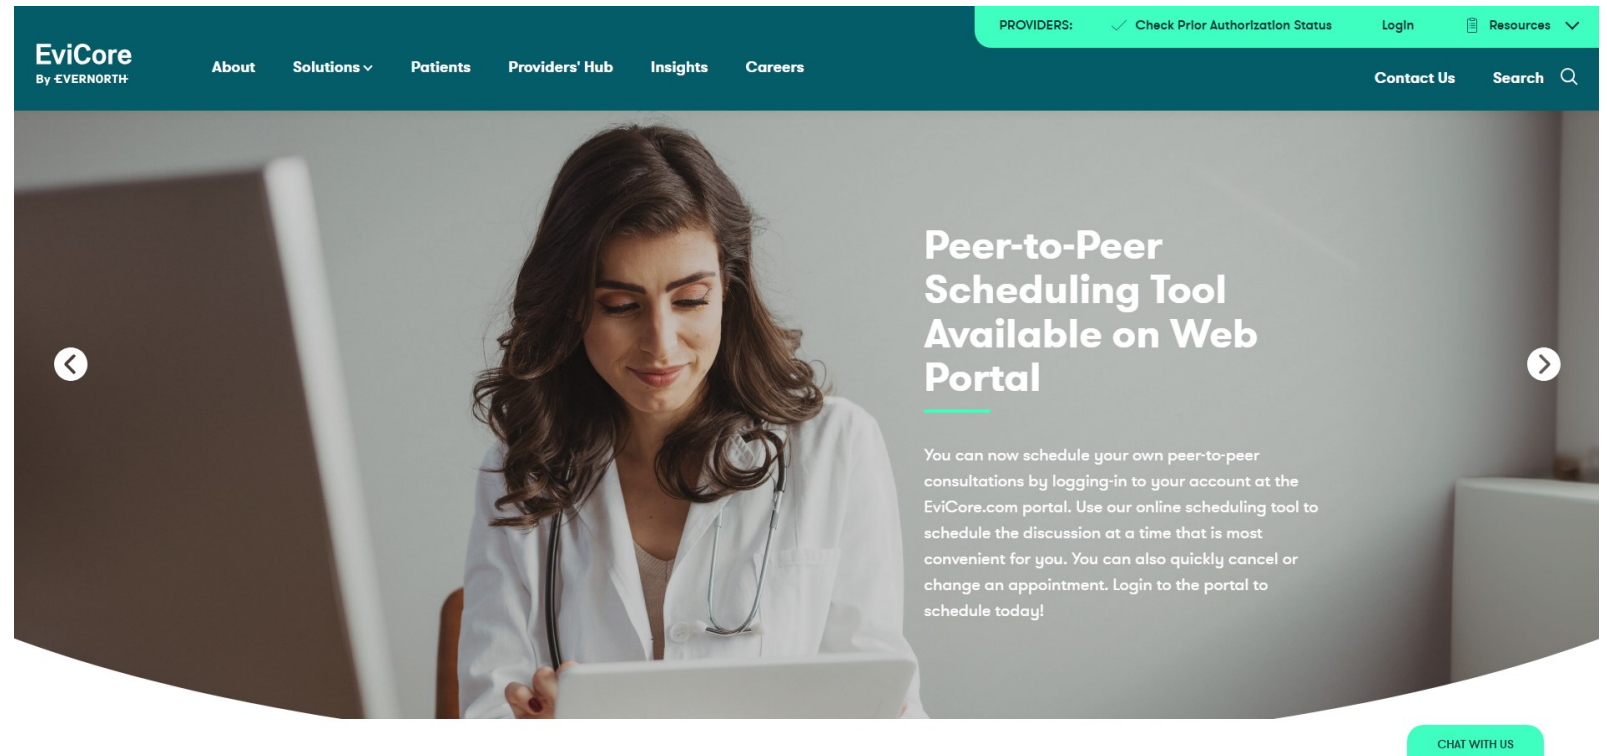 PROVIDERS: Check Prior Authorization Status Login Resources
EviCore
By EVERNORTH
About Solutions Patients Providers' Hub Insights Careers
Contact Us Search
Peer-to-Peer
Scheduling Tool
Available on Web
Portal
You can now schedule your own peer-to-peer
consultations by logging-in to your account at the
EviCore.com portal. Use our online scheduling tool to
schedule the discussion at a time that is most
convenient for you. You can also quickly cancel or
change an appointment. Login to the portal to
schedule today!
CHAT WITH US